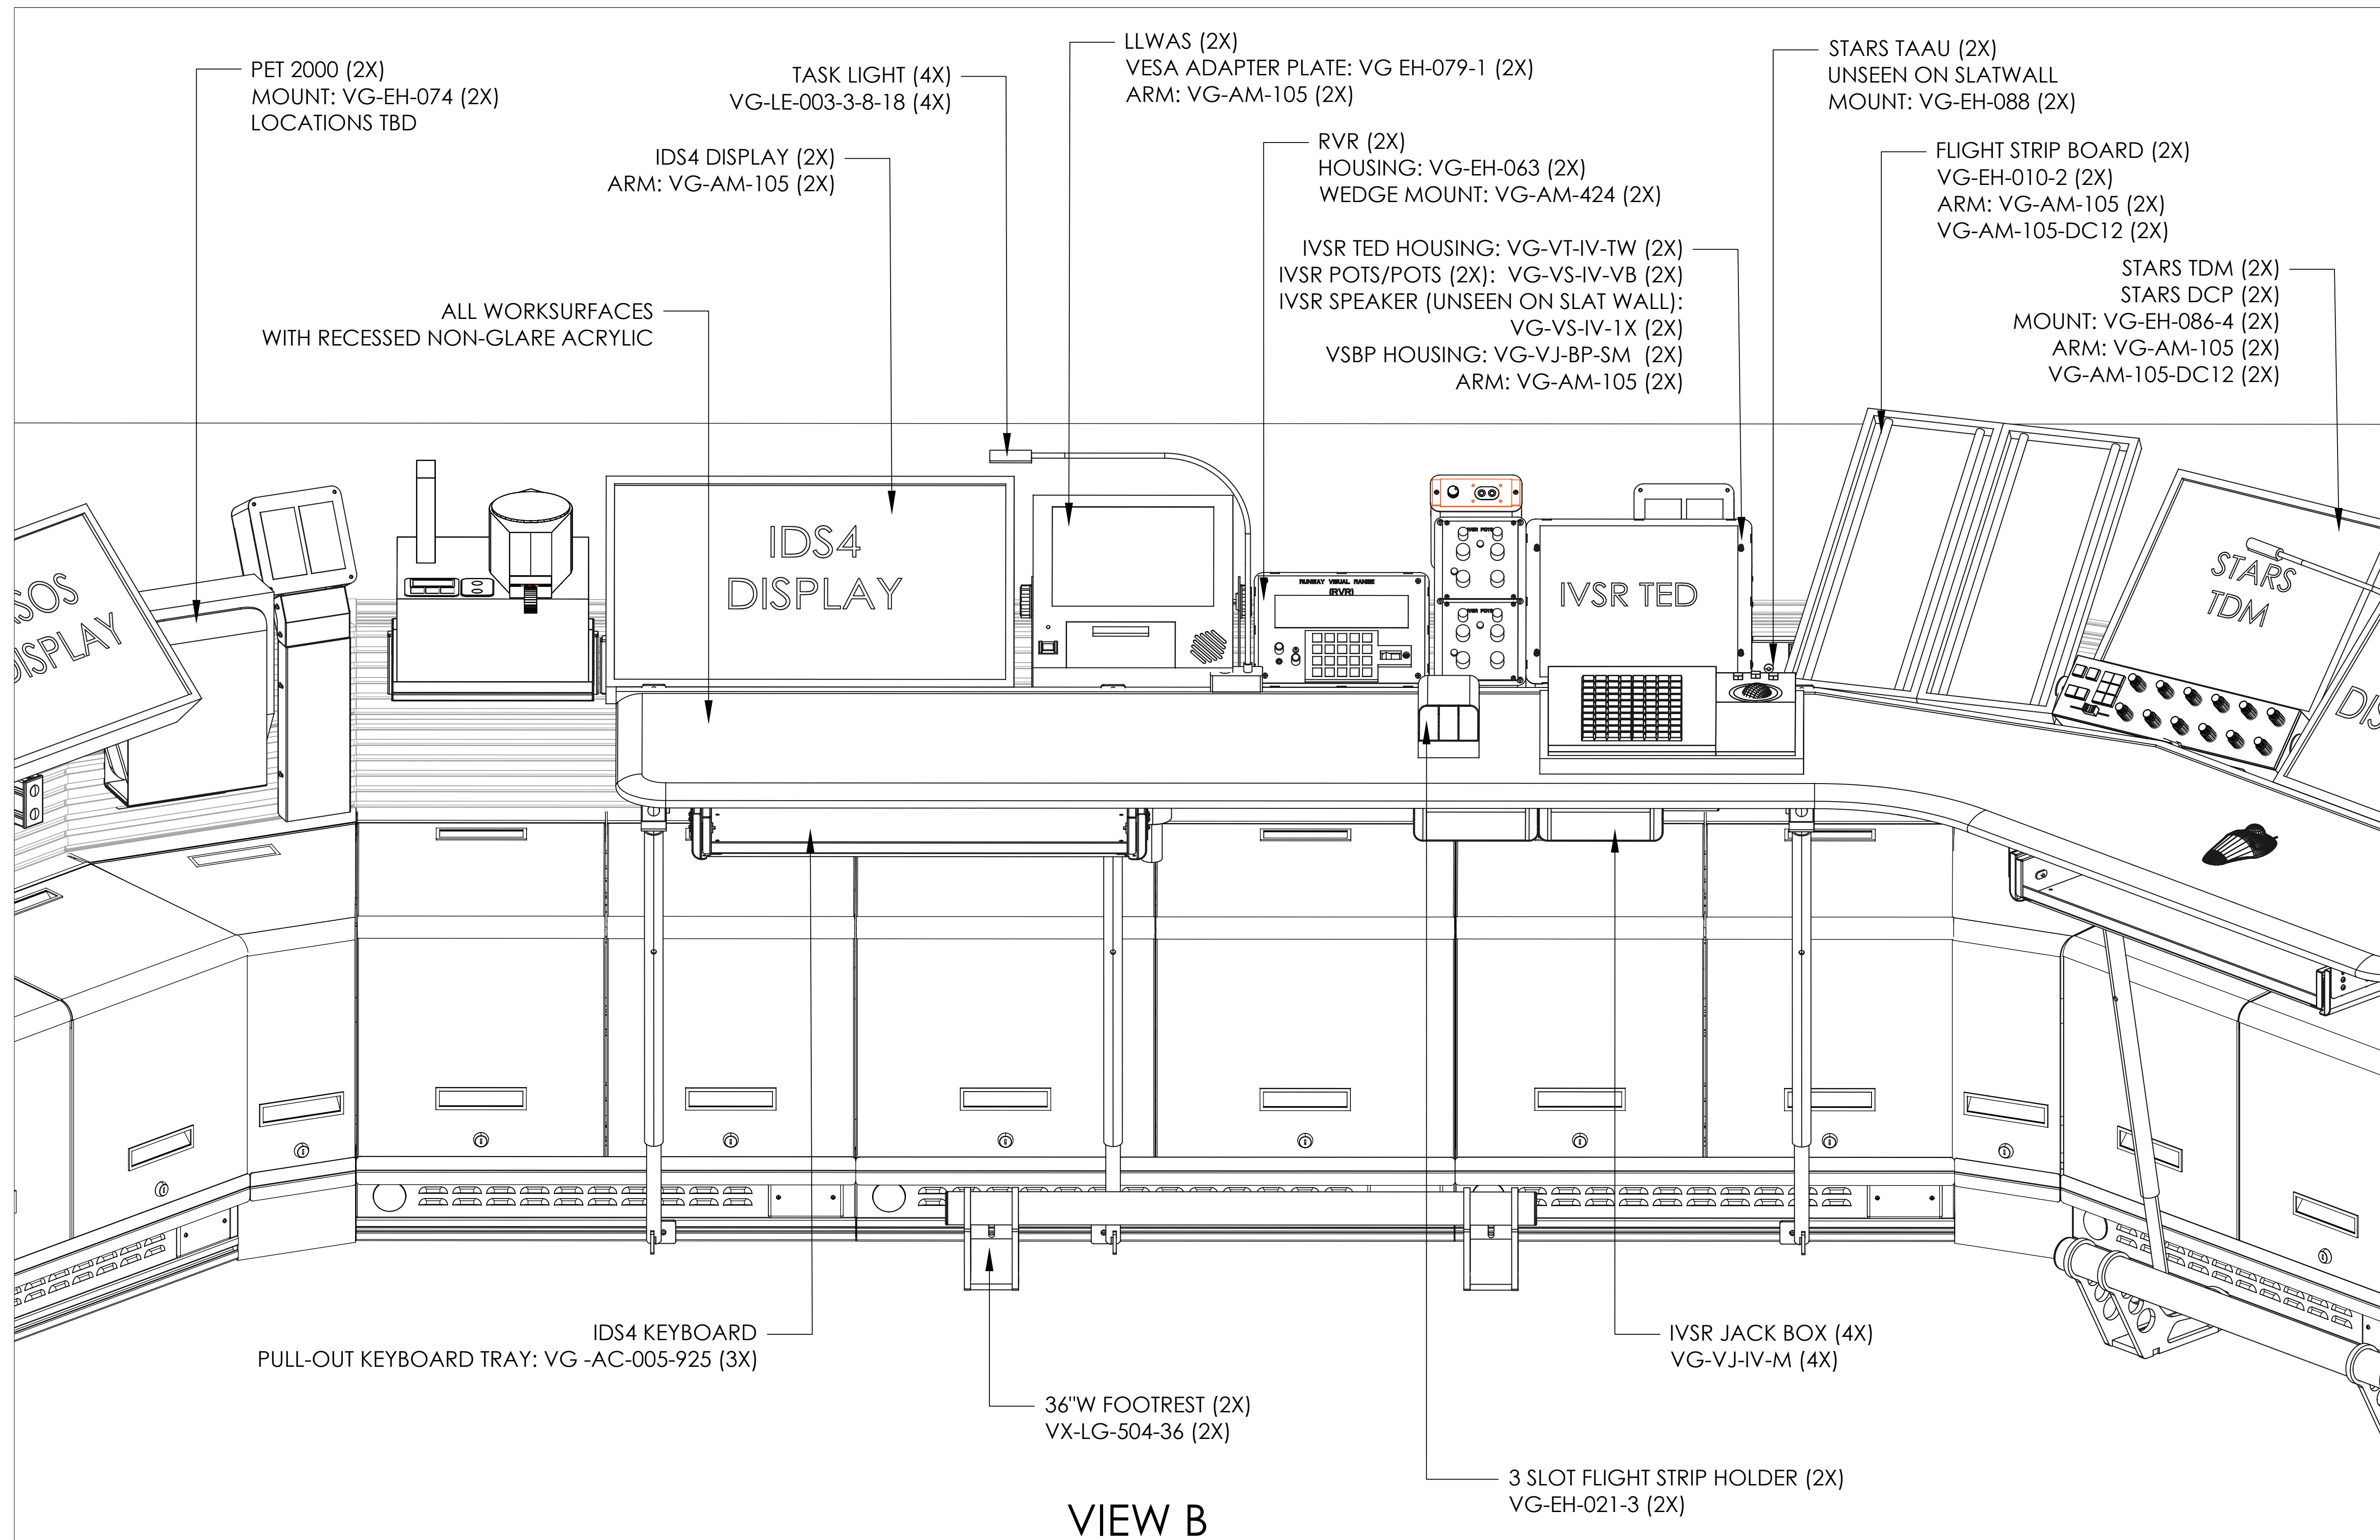 PET 2000 (2X)
MOUNT: VG-EH-074 (2X)
LOCATIONS TBD
TASK LIGHT (4X)
VG-LE-003-3-8-18 (4X)
IDS4 DISPLAY (2X)
ARM: VG-AM-105 (2X)
ALL WORKSURFACES
WITH RECESSED NON-GLARE ACRYLIC
LLWAS (2X)
VESA ADAPTER PLATE: VG EH-079-1 (2X)
ARM: VG-AM-105 (2X)
RVR (2X)
HOUSING: VG-EH-063 (2X)
WEDGE MOUNT: VG-AM-424 (2X)
IVSR TED HOUSING: VG-VT-IV-TW (2X)
IVSR POTS/POTS (2X): VG-VS-IV-VB (2X)
IVSR SPEAKER (UNSEEN ON SLAT WALL):
VG-VS-IV-1X (2X)
VSBP HOUSING: VG-VJ-BP-SM (2X)
ARM: VG-AM-105 (2X)
STARS TAAU (2X)
UNSEEN ON SLATWALL
MOUNT: VG-EH-088 (2X)
FLIGHT STRIP BOARD (2X)
VG-EH-010-2 (2X)
ARM: VG-AM-105 (2X)
VG-AM-105-DC12 (2X)
STARS TDM (2X)
STARS DCP (2X)
MOUNT: VG-EH-086-4 (2X)
ARM: VG-AM-105 (2X)
VG-AM-105-DC12 (2X)
SOS
DISPLAY
IDS4
DISPLAY
RUNWAY VISUAL RANGE
(RVR)
IVSR POTS
IVSR POTS
IVSR TED
STARS
TDM
DIS
IDS4 KEYBOARD
PULL-OUT KEYBOARD TRAY: VG -AC-005-925 (3X)
36"W FOOTREST (2X)
VX-LG-504-36 (2X)
IVSR JACK BOX (4X)
VG-VJ-IV-M (4X)
3 SLOT FLIGHT STRIP HOLDER (2X)
VG-EH-021-3 (2X)
VIEW B